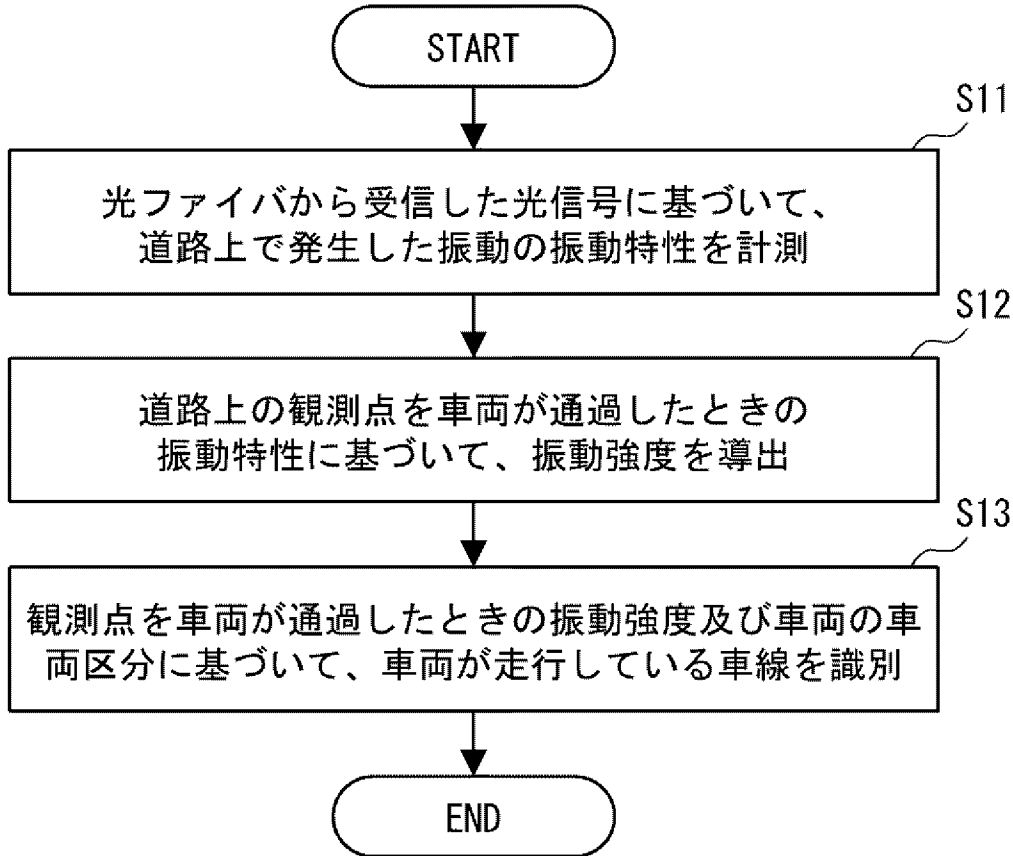 START
S11
光ファイバから受信した光信号に基づいて、
道路上で発生した振動の振動特性を計測
S12
道路上の観測点を車両が通過したときの
振動特性に基づいて、振動強度を導出
S13
観測点を車両が通過したときの振動強度及び車両の車
両区分に基づいて、車両が走行している車線を識別
END